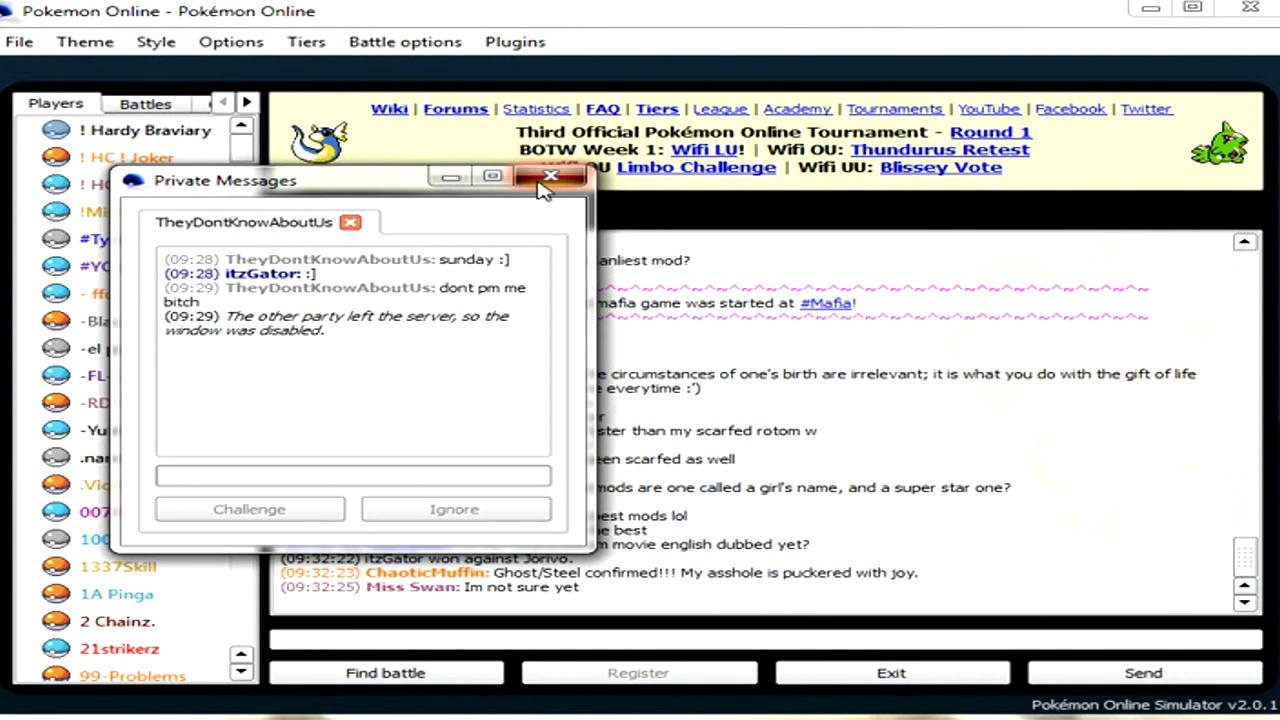 Pokemon Online - Pokémon Online
File Theme Style Options Tiers Battle options Plugins
Players Battles
Wiki | Forums | Statistics | FAQ | Tiers | League | Academy | Tournaments | YouTube | Facebook | Twitter
Third Official Pokémon Online Tournament - Round 1
BOTW Week 1: Wifi LU! | Wifi OU: Thundurus Retest
OU Limbo Challenge | Wifi UU: Blissey Vote
! Hardy Braviary
! HC ! Joker
! HC
!Mi
#Ty
#YO
- ffo
-Bla
-el
-FL
-RD
-Yu
.nar
.Vic
007
100
1337Skill
1A Pinga
2 Chainz.
21strikerz
99-Problems
Private Messages
TheyDontKnowAboutUs
(09:28) TheyDontKnowAboutUs: sunday :]
(09:28) itzGator: :]
(09:29) TheyDontKnowAboutUs: dont pm me
bitch
(09:29) The other party left the server, so the
window was disabled.
Challenge Ignore
anliest mod?
~^~^~^~^~^~^~^~^~^~^~^~^~^~^~^~^~^~^~^~^~^~
mafia game was started at #Mafia!
~^~^~^~^~^~^~^~^~^~^~^~^~^~^~^~^~^~^~^~^~^~
e circumstances of one's birth are irrelevant; it is what you do with the gift of life
e everytime :')
r
ster than my scarfed rotom w
een scarfed as well
mods are one called a girl's name, and a super star one?
est mods lol
e best
m movie english dubbed yet?
(09:32:22) itzGator won against Jorivo.
(09:32:23) ChaoticMuffin: Ghost/Steel confirmed!!! My asshole is puckered with joy.
(09:32:25) Miss Swan: Im not sure yet
Find battle Register Exit Send
Pokémon Online Simulator v2.0.1